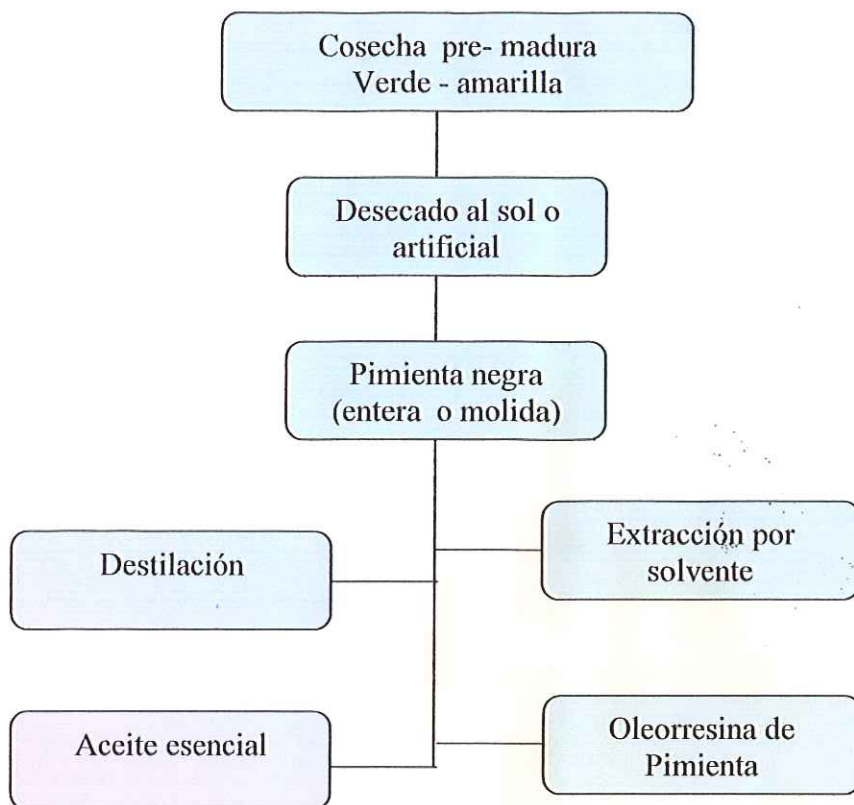 Cosecha pre- madura
Verde - amarilla
Desecado al sol o
artificial
Pimienta negra
(entera o molida)
Destilación
Extracción por
solvente
Aceite esencial
Oleorresina de
Pimienta